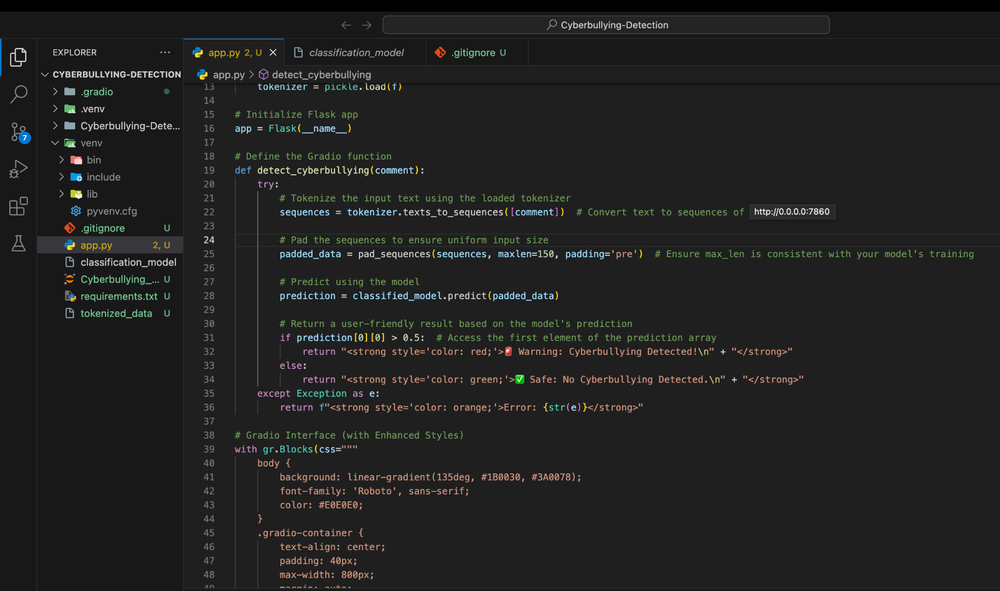 Cyberbullying-Detection
EXPLORER
CYBERBULLYING-DETECTION
.gradio
.venv
Cyberbullying-Dete...
venv
bin
include
lib
pyvenv.cfg
.gitignore U
app.py 2, U
classification_model
Cyberbullying_... U
requirements.txt U
tokenized_data U
7
app.py 2, U
classification_model
.gitignore U
app.py > detect_cyberbullying
13 tokenizer = pickle.load(f)
14
15 # Initialize Flask app
16 app = Flask(__name__)
17
18 # Define the Gradio function
19 def detect_cyberbullying(comment):
20 try:
21 # Tokenize the input text using the loaded tokenizer
22 sequences = tokenizer.texts_to_sequences([comment])  # Convert text to sequences of http://0.0.0.0:7860
23
24 # Pad the sequences to ensure uniform input size
25 padded_data = pad_sequences(sequences, maxlen=150, padding='pre')  # Ensure max_len is consistent with your model's training
26
27 # Predict using the model
28 prediction = classified_model.predict(padded_data)
29
30 # Return a user-friendly result based on the model's prediction
31 if prediction[0][0] > 0.5:  # Access the first element of the prediction array
32 return "<strong style='color: red;'>🚨 Warning: Cyberbullying Detected!\n" + "</strong>"
33 else:
34 return "<strong style='color: green;'>✅ Safe: No Cyberbullying Detected.\n" + "</strong>"
35 except Exception as e:
36 return f"<strong style='color: orange;'>Error: {str(e)}</strong>"
37
38 # Gradio Interface (with Enhanced Styles)
39 with gr.Blocks(css="""
40 body {
41 background: linear-gradient(135deg, #1B0030, #3A0078);
42 font-family: 'Roboto', sans-serif;
43 color: #E0E0E0;
44 }
45 .gradio-container {
46 text-align: center;
47 padding: 40px;
48 max-width: 800px;
49 margin: auto;